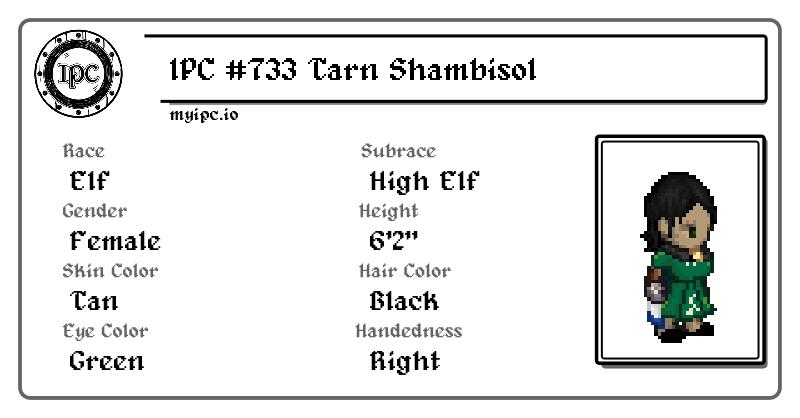 IPC
IPC #733 Tarn Shambisol
myipc.io
Race
Elf
Subrace
High Elf
Gender
Female
Height
6'2"
Skin Color
Tan
Hair Color
Black
Eye Color
Green
Handedness
Right